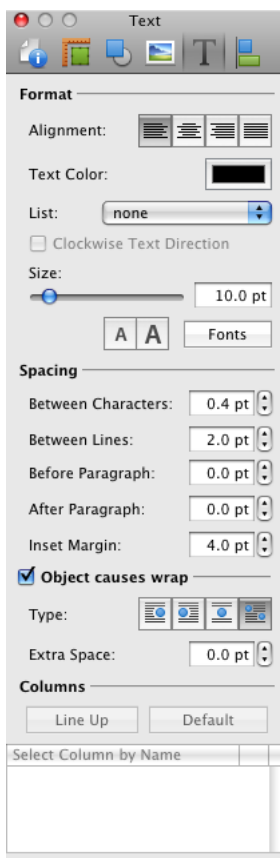 Text
T
Format
Alignment:
Text Color:
List: none
Clockwise Text Direction
Size:
10.0 pt
A A Fonts
Spacing
Between Characters: 0.4 pt
Between Lines: 2.0 pt
Before Paragraph: 0.0 pt
After Paragraph: 0.0 pt
Inset Margin: 4.0 pt
Object causes wrap
Type:
Extra Space: 0.0 pt
Columns
Line Up Default
Select Column by Name